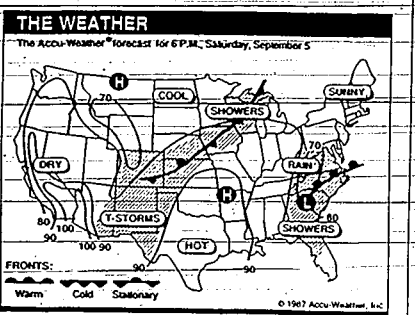 THE WEATHER
The Accu-Weather® forecast for 6 P.M., Saturday, September 5
H
70
COOL
SHOWERS
SUNNY
DRY
70
RAIN
H
L
T-STORMS
80
90
100
100 90
60
SHOWERS
HOT
90
90
FRONTS:
Warm Cold Stationary
© 1987 Accu-Weather, Inc.